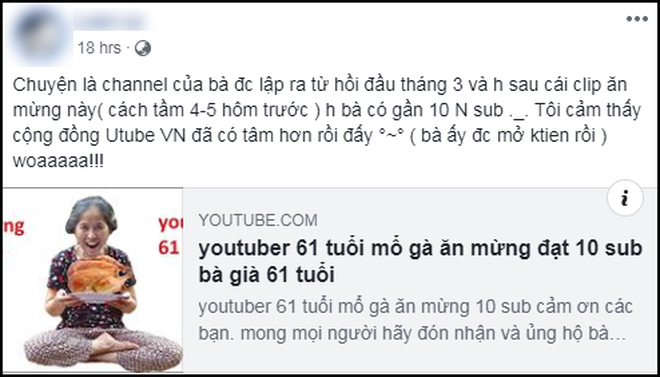 18 hrs ·
Chuyện là channel của bà đc lập ra từ hồi đầu tháng 3 và h sau cái clip ăn
mừng này( cách tầm 4-5 hôm trước ) h bà có gần 10 N sub ._. Tôi cảm thấy
cộng đồng Utube VN đã có tâm hơn rồi đấy °~° ( bà ấy đc mở ktien rồi )
woaaaaa!!!
ng
you
61
i
YOUTUBE.COM
youtuber 61 tuổi mổ gà ăn mừng đạt 10 sub
bà già 61 tuổi
youtuber 61 tuổi mổ gà ăn mừng 10 sub cảm ơn các
bạn. mong mọi người hãy đón nhận và ủng hộ bà…